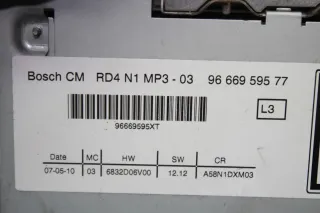 Bosch CM RD4 N1 MP3 - 03 96 669 595 77
L3
96669595XT
Date MC HW SW CR
07-05-10 03 6832D06V00 12.12 A58N1DXM03